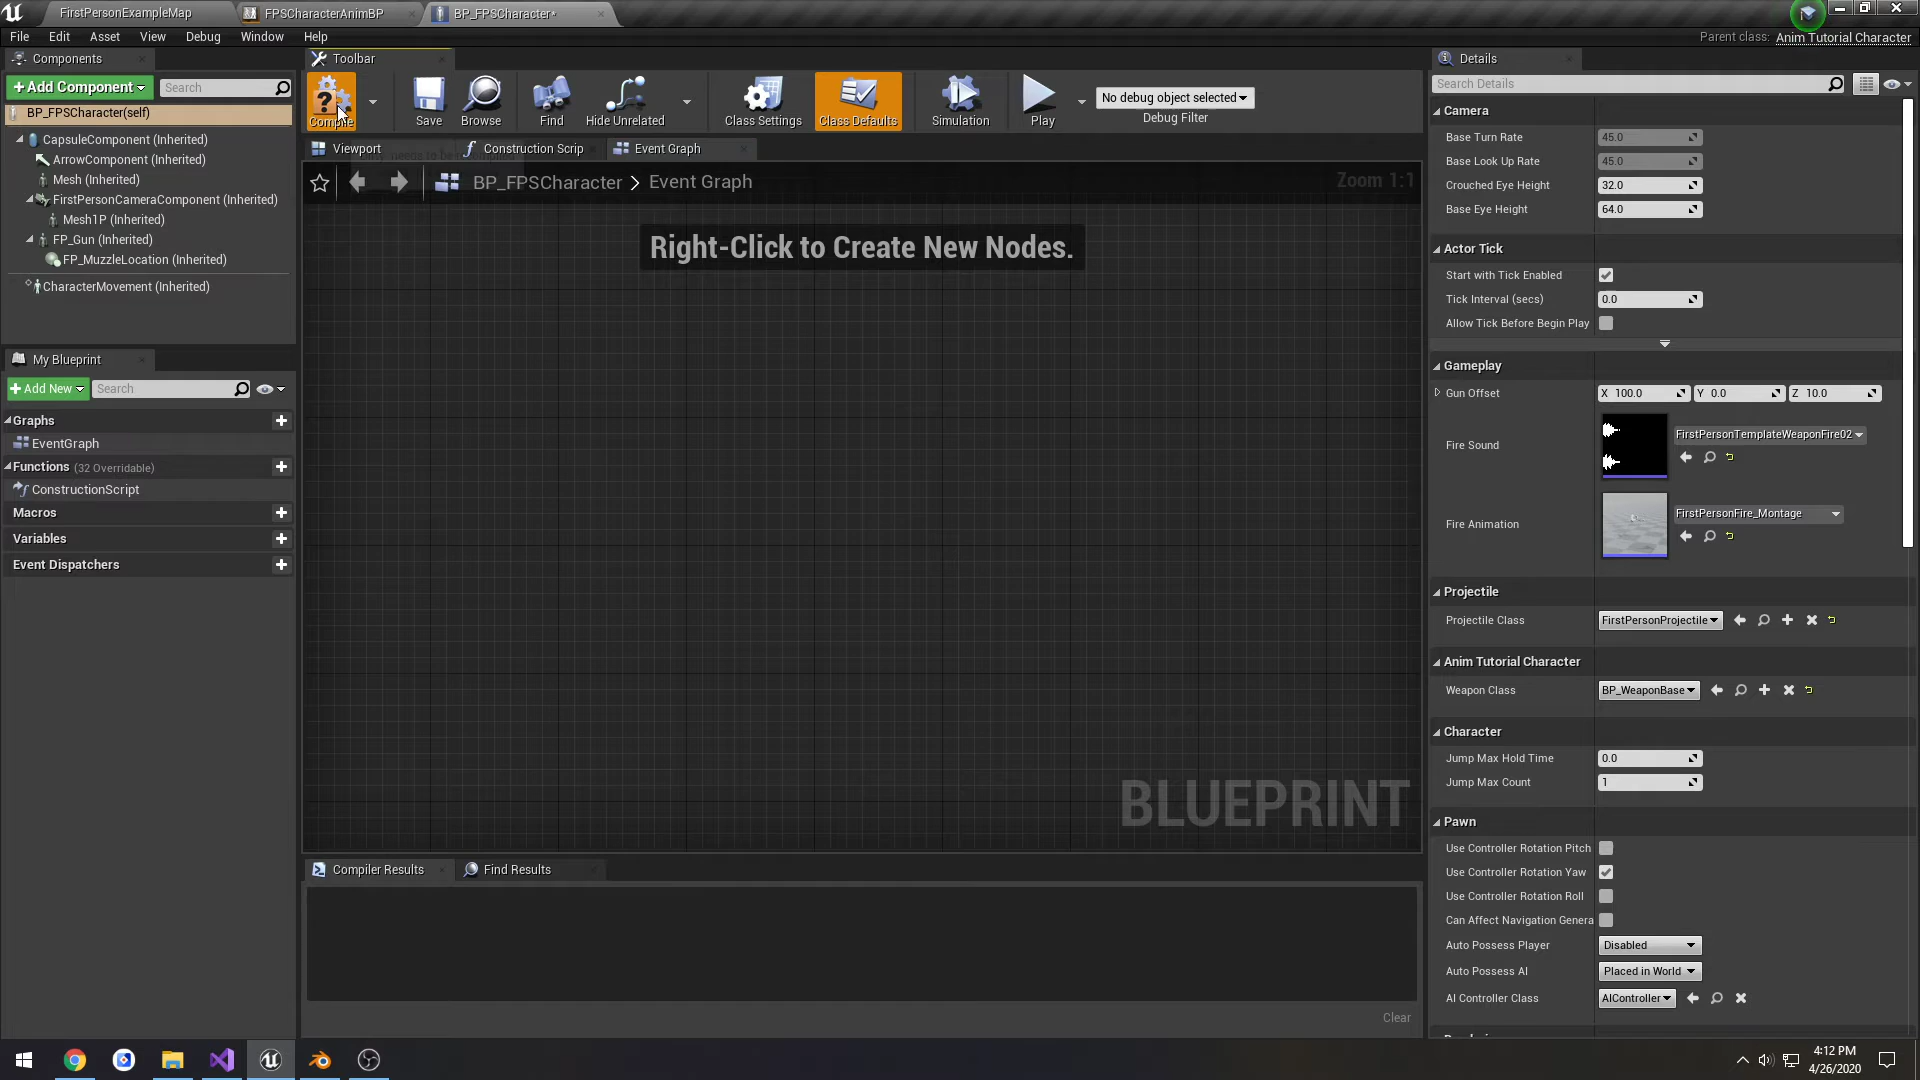 FirstPersonExampleMap
FPSCharacterAnimBP
BP_FPSCharacter*
File Edit Asset View Debug Window Help
Parent class: Anim Tutorial Character
Components
+Add Component
Search
BP_FPSCharacter(self)
CapsuleComponent (Inherited)
ArrowComponent (Inherited)
Mesh (Inherited)
FirstPersonCameraComponent (Inherited)
Mesh1P (Inherited)
FP_Gun (Inherited)
FP_MuzzleLocation (Inherited)
CharacterMovement (Inherited)
My Blueprint
+Add New
Search
Graphs
EventGraph
Functions (32 Overridable)
ConstructionScript
Macros
Variables
Event Dispatchers
Toolbar
Compile
Save
Browse
Find
Hide Unrelated
Class Settings
Class Defaults
Simulation
Play
No debug object selected
Debug Filter
Viewport
Construction Scrip
Event Graph
BP_FPSCharacter > Event Graph
Zoom 1:1
Right-Click to Create New Nodes.
BLUEPRINT
Compiler Results
Find Results
Clear
Details
Search Details
Camera
Base Turn Rate 45.0
Base Look Up Rate 45.0
Crouched Eye Height 32.0
Base Eye Height 64.0
Actor Tick
Start with Tick Enabled
Tick Interval (secs) 0.0
Allow Tick Before Begin Play
Gameplay
Gun Offset X 100.0 Y 0.0 Z 10.0
Fire Sound FirstPersonTemplateWeaponFire02
Fire Animation FirstPersonFire_Montage
Projectile
Projectile Class FirstPersonProjectile
Anim Tutorial Character
Weapon Class BP_WeaponBase
Character
Jump Max Hold Time 0.0
Jump Max Count 1
Pawn
Use Controller Rotation Pitch
Use Controller Rotation Yaw
Use Controller Rotation Roll
Can Affect Navigation Genera
Auto Possess Player Disabled
Auto Possess AI Placed in World
AI Controller Class AIController
4:12 PM
4/26/2020